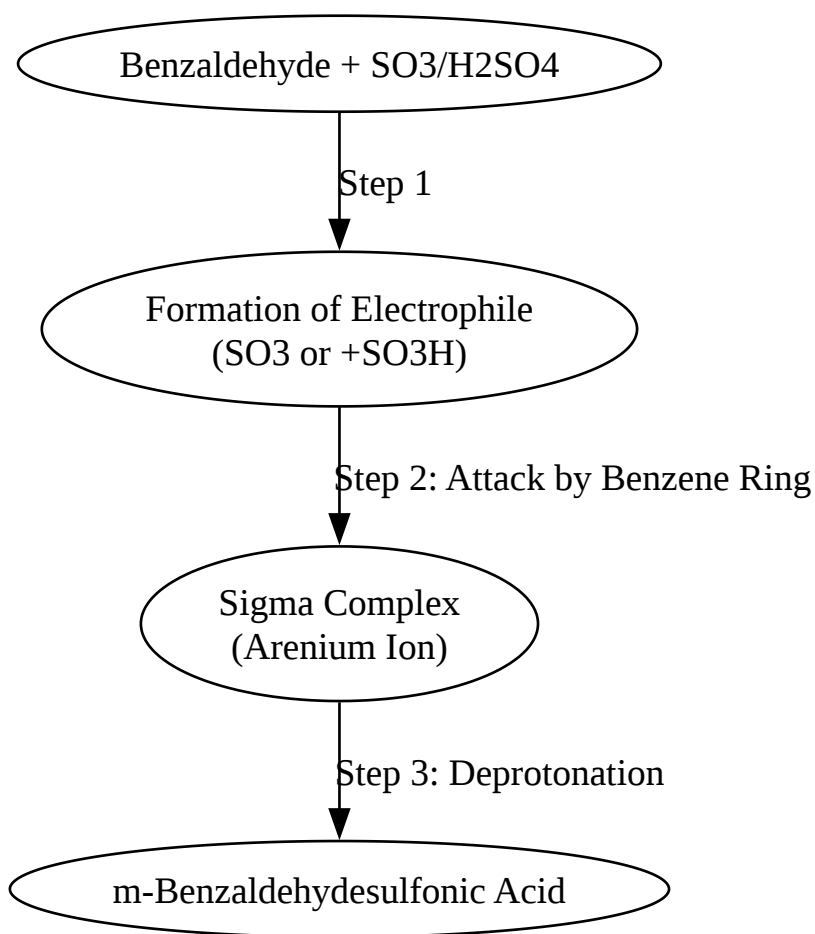 Benzaldehyde + SO3/H2SO4
Step 1
Formation of Electrophile
(SO3 or +SO3H)
Step 2: Attack by Benzene Ring
Sigma Complex
(Arenium Ion)
Step 3: Deprotonation
m-Benzaldehydesulfonic Acid